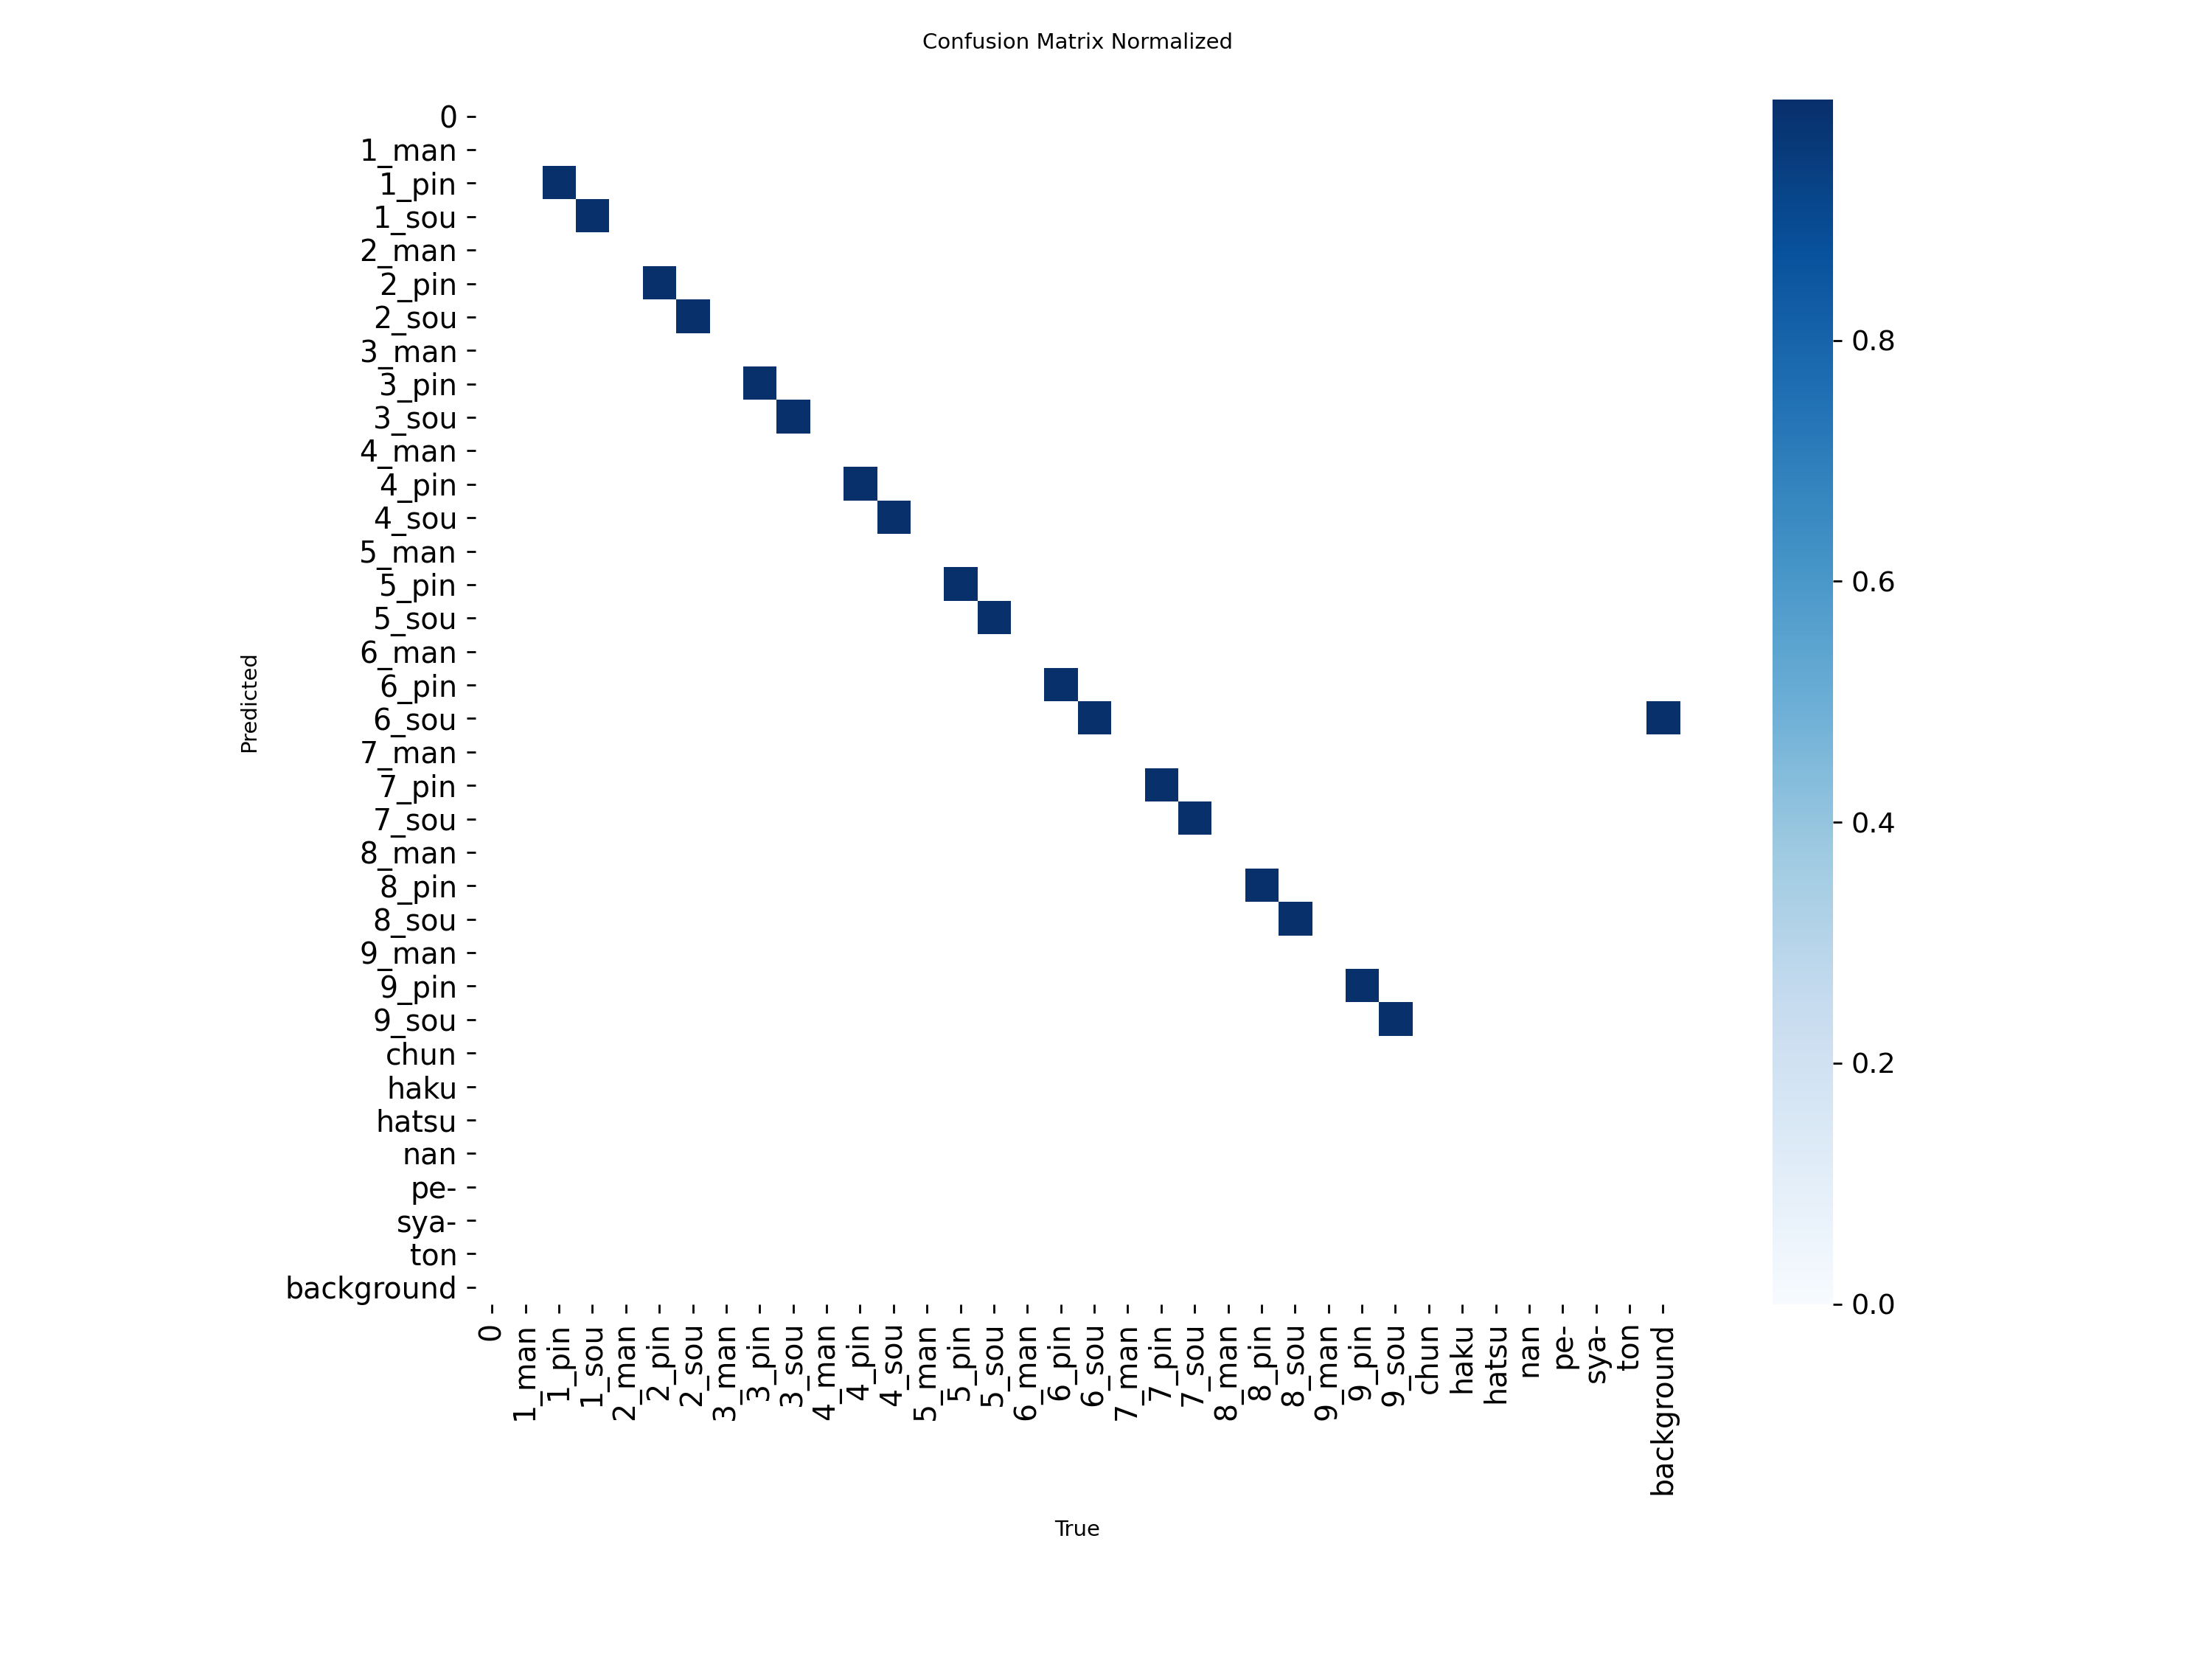 Confusion Matrix Normalized
0
1_man
1_pin
1_sou
2_man
2_pin
2_sou
3_man
3_pin
3_sou
4_man
4_pin
4_sou
5_man
5_pin
5_sou
6_man
6_pin
6_sou
7_man
7_pin
7_sou
8_man
8_pin
8_sou
9_man
9_pin
9_sou
chun
haku
hatsu
nan
pe-
sya-
ton
background
Predicted
0
1_man
1_pin
1_sou
2_man
2_pin
2_sou
3_man
3_pin
3_sou
4_man
4_pin
4_sou
5_man
5_pin
5_sou
6_man
6_pin
6_sou
7_man
7_pin
7_sou
8_man
8_pin
8_sou
9_man
9_pin
9_sou
chun
haku
hatsu
nan
pe-
sya-
ton
background
True
0.8
0.6
0.4
0.2
0.0